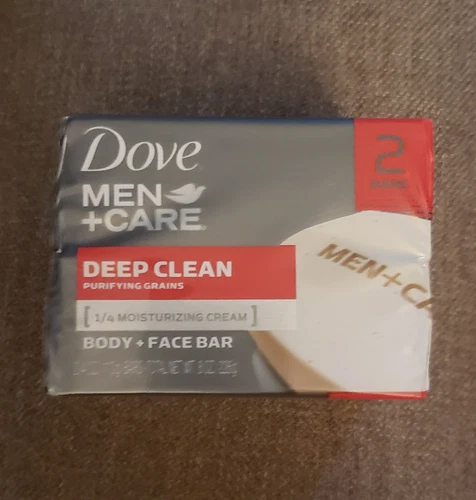 Dove
MEN
+CARE
2
DEEP CLEAN
PURIFYING GRAINS
[ 1/4 MOISTURIZING CREAM ]
BODY + FACE BAR
MEN+CA